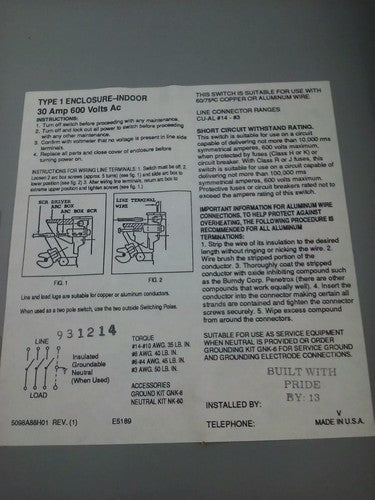 TYPE 1 ENCLOSURE-INDOOR
30 Amp 600 Volts Ac
INSTRUCTIONS:
1. Turn off switch before proceeding with any maintenance.
2. Turn off and lock out all power to switch before proceeding
with any other maintenance.
3. Confirm with voltmeter that no voltage is present in line side
terminals.
4. Replace all parts and close cover of enclosure before
turning power on.
INSTRUCTIONS FOR WIRING LINE TERMINALS: 1. Switch must be off. 2.
Loosen 2 arc box screws (approx. 5 turns; see fig. 1) and slide arc box to
lower position (see fig. 2) 3. After wiring line terminals, return arc box to
extreme upper position and tighten screws (see fig. 1).
SCR DRIVER
ARC BOX
ARC BOX SCR
LINE TERMINAL
WIRE
FIG. 1
FIG. 2
Line and load lugs are suitable for copper or aluminum conductors.
When used as a two pole switch, use the two outside Switching Poles.
931214
LINE
Insulated
Groundable
Neutral
(When Used)
LOAD
TORQUE
#14-#10 AWG, 35 LB. IN.
#8 AWG, 40 LB. IN.
#6-#4 AWG, 45 LB. IN.
#3 AWG, 50 LB. IN.
ACCESSORIES
GROUND KIT GNK-6
NEUTRAL KIT NK-60
5098A88H01 REV. (1)
E5189
THIS SWITCH IS SUITABLE FOR USE WITH
60/75ºC COPPER OR ALUMINUM WIRE.
LINE CONNECTOR RANGES
CU-AL #14 - #3
SHORT CIRCUIT WITHSTAND RATING.
This switch is suitable for use on a circuit
capable of delivering not more than 10,000 rms
symmetrical amperes, 600 volts maximum,
when protected by fuses (Class H or K) or
circuit breaker. With Class R or J fuses, this
switch is suitable for use on a circuit capable of
delivering not more than 100,000 rms
symmetrical amperes, 600 volts maximum.
Protective fuses or circuit breakers rated not to
exceed the ampere rating of this switch.
IMPORTANT INFORMATION FOR ALUMINUM WIRE
CONNECTIONS. TO HELP PROTECT AGAINST
OVERHEATING, THE FOLLOWING PROCEDURE IS
RECOMMENDED FOR ALL ALUMINUM
CONDUCTORS:
1. Strip the wire of its insulation to the desired
length without ringing or nicking the wire. 2.
Wire brush the stripped portion of the
conductor. 3. Thoroughly coat the stripped
conductor with oxide inhibiting compound such
as the Burndy Corp. Penetrox (there are other
compounds that work equally well). 4. Insert the
conductor into the connector making certain all
strands are contained and tighten the connector
screws securely. 5. Wipe excess compound
from around the connectors.
SUITABLE FOR USE AS SERVICE EQUIPMENT
WHEN NEUTRAL IS PROVIDED OR ORDER
GROUNDING KIT GNK-6 FOR SERVICE GROUND
AND GROUNDING ELECTRODE CONNECTIONS.
BUILT WITH
PRIDE
BY: 13
INSTALLED BY:
V
TELEPHONE:
MADE IN U.S.A.